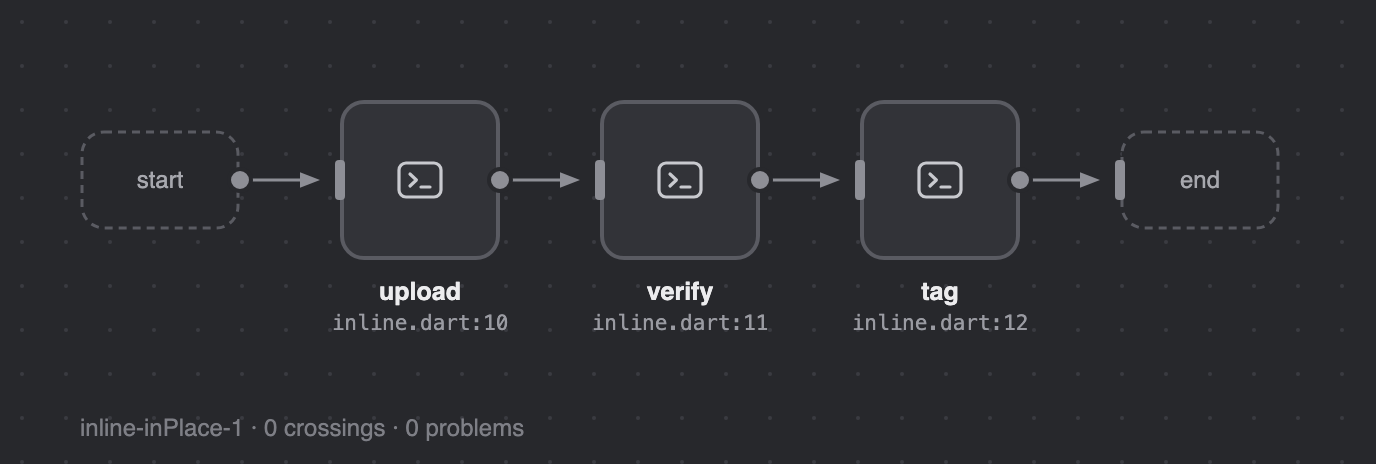 start
end
upload
inline.dart:10
verify
inline.dart:11
tag
inline.dart:12
inline-inPlace-1 · 0 crossings · 0 problems